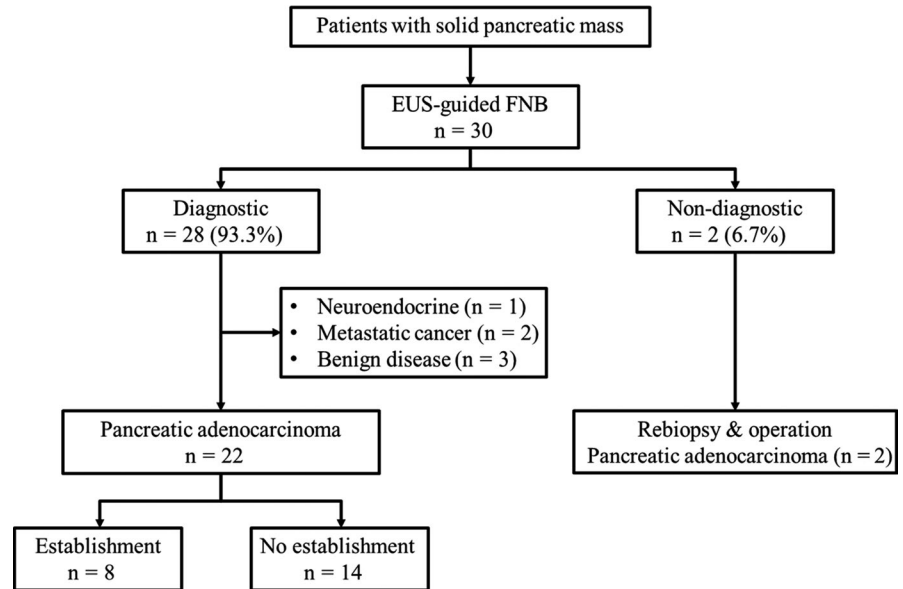 Patients with solid pancreatic mass
EUS-guided FNB
n = 30
Diagnostic
n = 28 (93.3%)
Non-diagnostic
n = 2 (6.7%)
• Neuroendocrine (n = 1)
• Metastatic cancer (n = 2)
• Benign disease (n = 3)
Pancreatic adenocarcinoma
n = 22
Rebiopsy & operation
Pancreatic adenocarcinoma (n = 2)
Establishment
n = 8
No establishment
n = 14